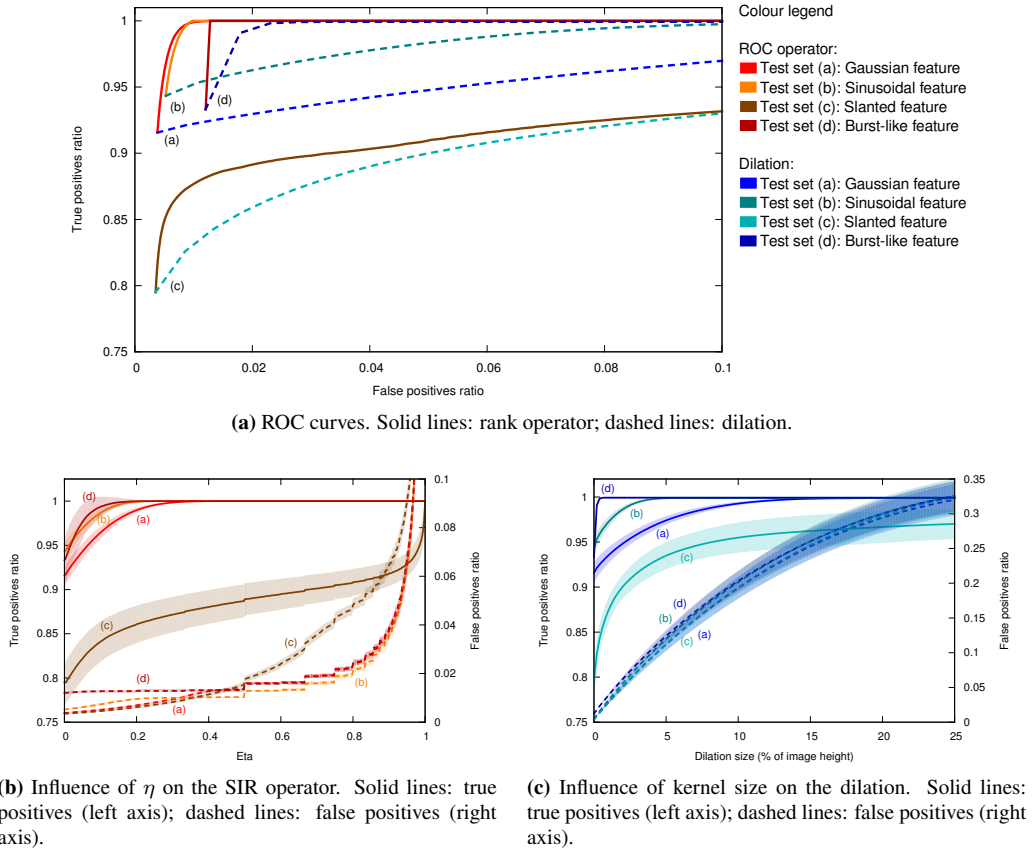 Colour legend
ROC operator:
Test set (a): Gaussian feature
Test set (b): Sinusoidal feature
Test set (c): Slanted feature
Test set (d): Burst-like feature
Dilation:
Test set (a): Gaussian feature
Test set (b): Sinusoidal feature
Test set (c): Slanted feature
Test set (d): Burst-like feature
True positives ratio
1
0.95
0.9
0.85
0.8
0.75
(b)
(d)
(a)
(c)
0
0.02
0.04
0.06
0.08
0.1
False positives ratio
(a) ROC curves. Solid lines: rank operator; dashed lines: dilation.
True positives ratio
1
0.95
0.9
0.85
0.8
0.75
(d)
(b)
(a)
(c)
(c)
(d)
(a)
(b)
0.1
0.08
0.06
0.04
0.02
0
False positives ratio
0
0.2
0.4
0.6
0.8
1
Eta
(b) Influence of η on the SIR operator. Solid lines: true
positives (left axis); dashed lines: false positives (right
axis).
True positives ratio
1
0.95
0.9
0.85
0.8
0.75
(d)
(b)
(a)
(c)
(d)
(b)
(a)
(c)
0.35
0.3
0.25
0.2
0.15
0.1
0.05
0
False positives ratio
0
5
10
15
20
25
Dilation size (% of image height)
(c) Influence of kernel size on the dilation. Solid lines:
true positives (left axis); dashed lines: false positives (right
axis).